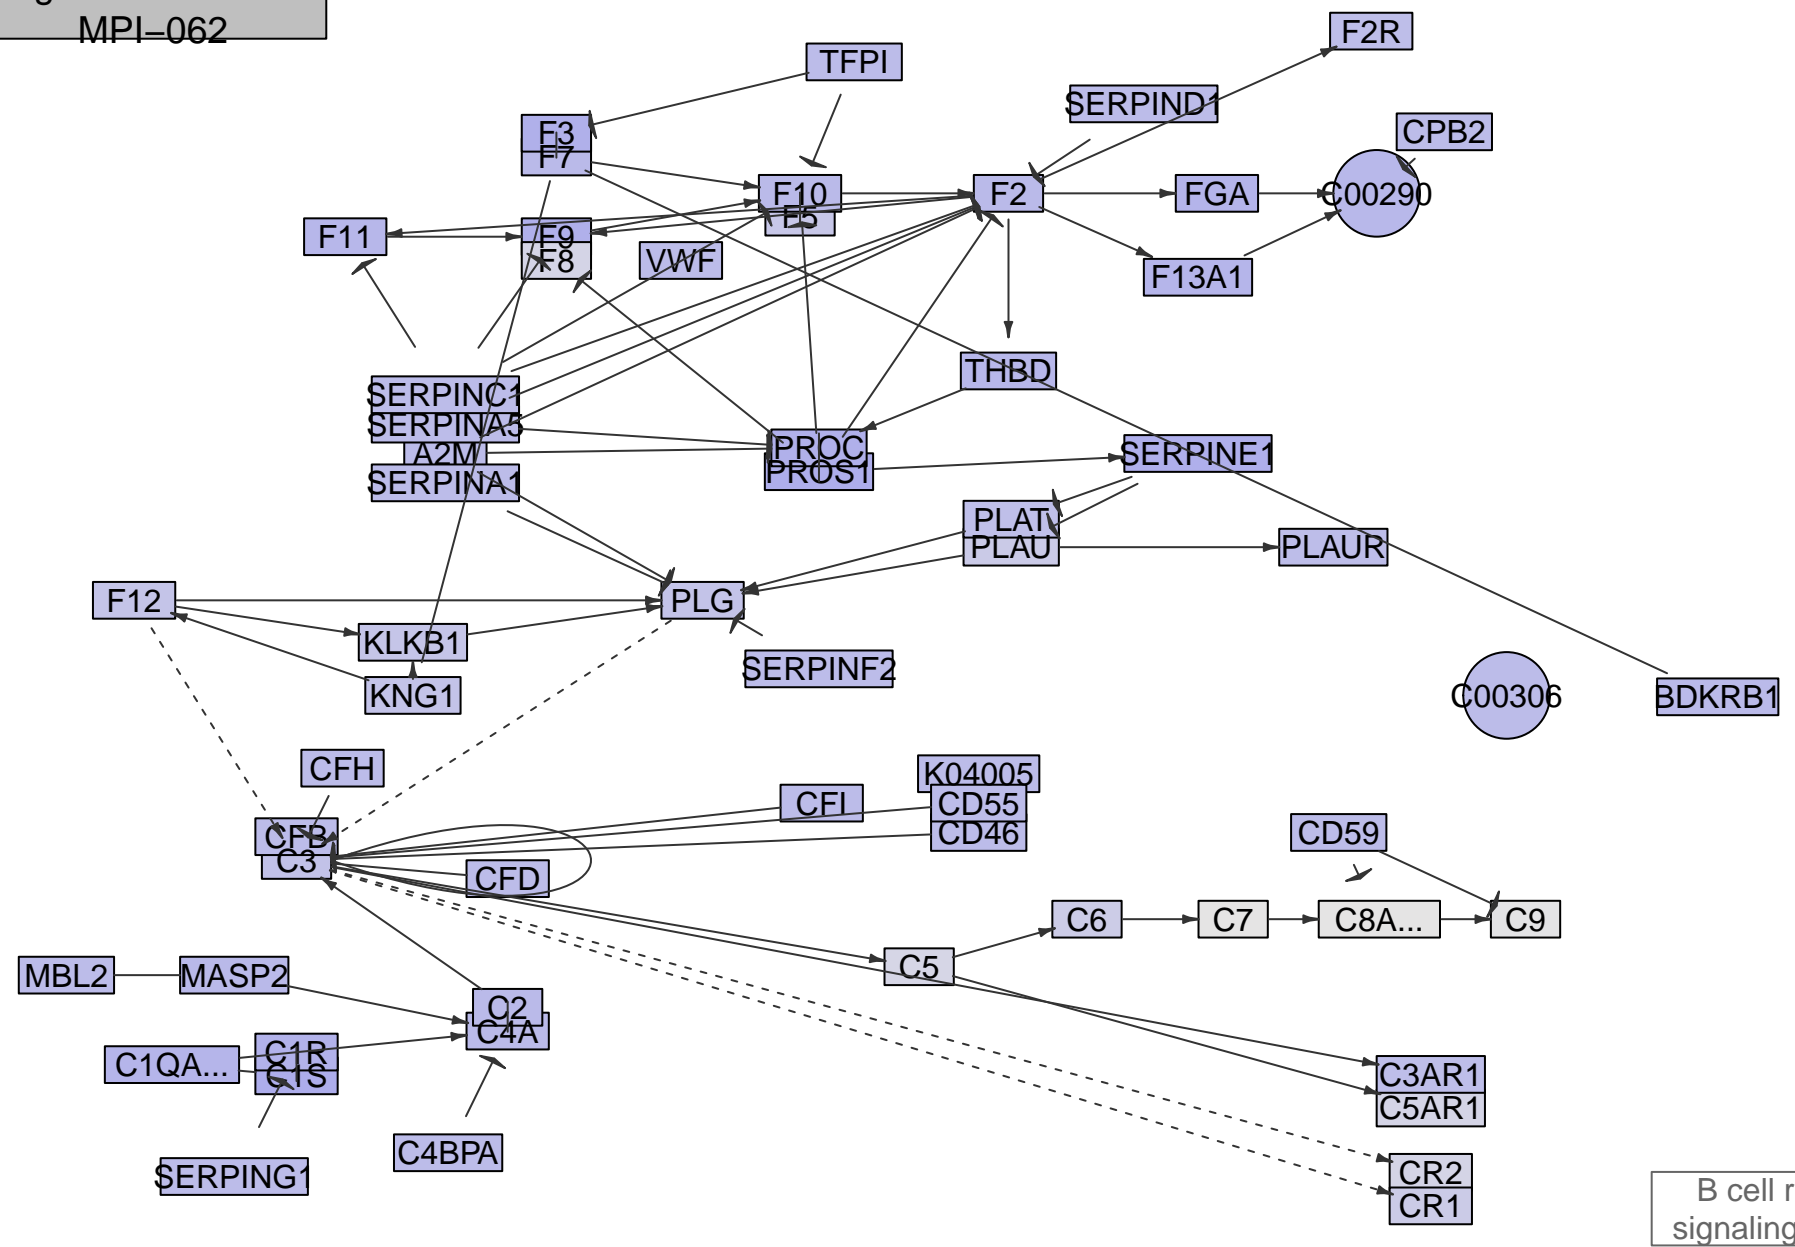 MPI–062
F2R
TFPI
SERPIND1
CPB2
F3
F7
F10
F5
F2
FGA
C00290
F11
F9
F8
VWF
F13A1
SERPINC1
SERPINA5
A2M
SERPINA1
THBD
PROC
PROS1
SERPINE1
PLAT
PLAU
PLAUR
F12
PLG
KLKB1
KNG1
SERPINF2
C00306
BDKRB1
CFH
K04005
CFI
CD55
CD46
CFB
C3
CFD
CD59
C6
C7
C8A...
C9
C5
MBL2
MASP2
C2
C4A
C1QA...
C1R
C1S
C3AR1
C5AR1
C4BPA
SERPING1
CR2
CR1
B cell r
signaling